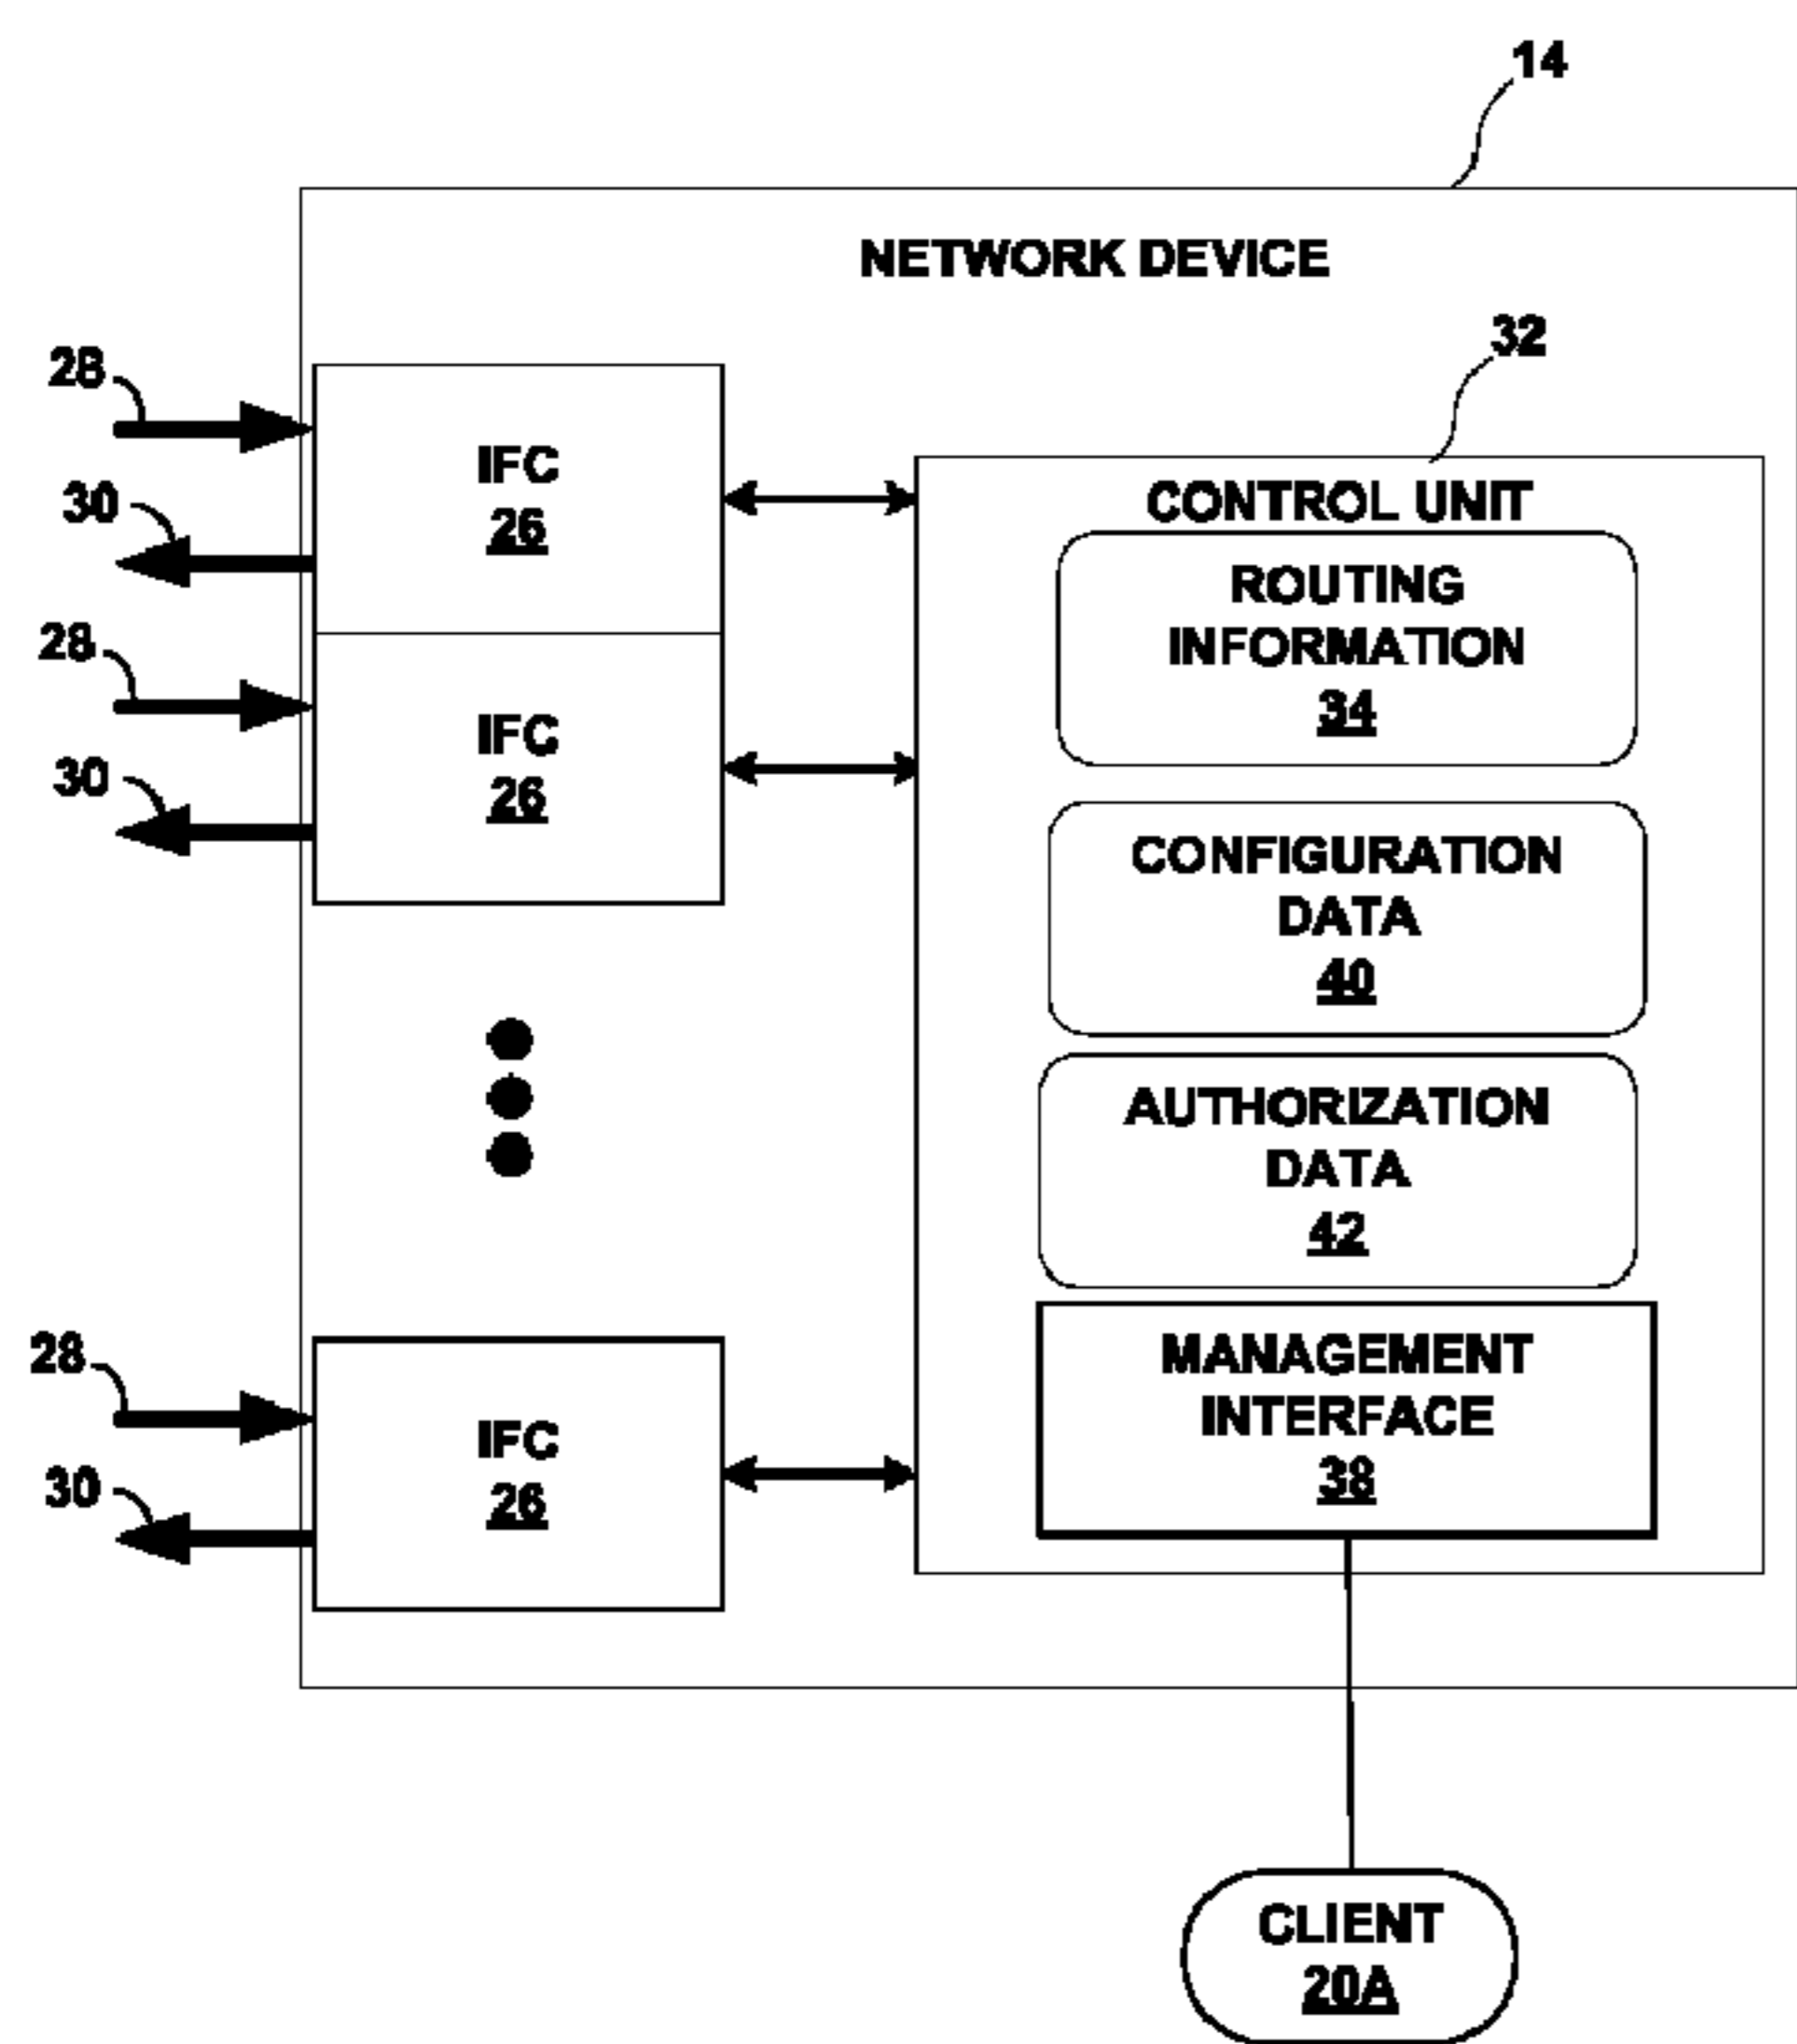 14
NETWORK DEVICE
32
28
IFC
26
30
28
IFC
26
30
CONTROL UNIT
ROUTING
INFORMATION
34
CONFIGURATION
DATA
40
AUTHORIZATION
DATA
42
MANAGEMENT
INTERFACE
38
28
IFC
26
30
CLIENT
20A